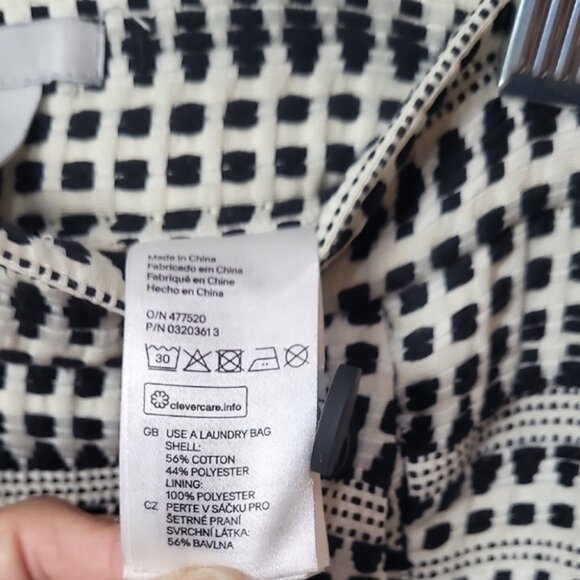 Made in China
Fabricado em China
Fabriqué en Chine
Hecho en China
O/N 477520
P/N 03203613
30
clevercare.info
GB USE A LAUNDRY BAG
SHELL:
56% COTTON
44% POLYESTER
LINING:
100% POLYESTER
CZ PERTE V SÁČKU PRO
ŠETRNÉ PRANÍ
SVRCHNÍ LÁTKA:
56% BAVLNA